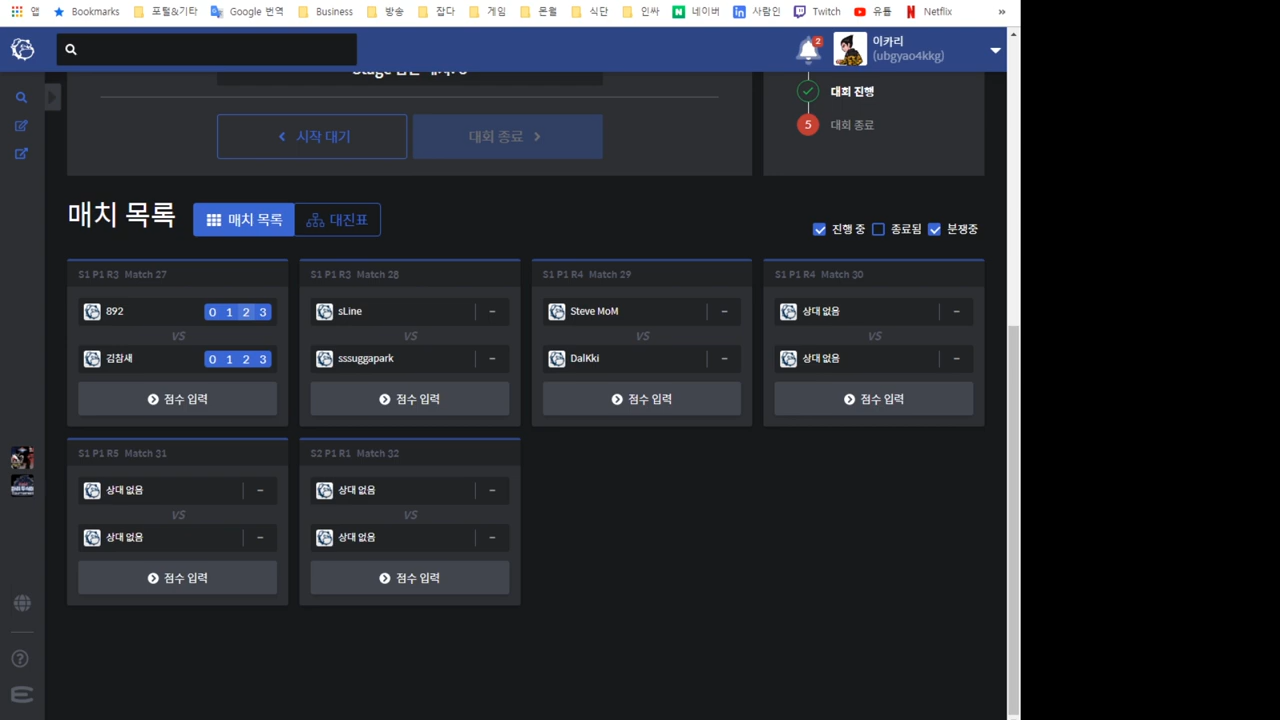 앱 Bookmarks 포털&기타 Google 번역 Business 방송 잡다 게임 몬월 식단 인싸 네이버 사람인 Twitch 유튭 Netflix »
2
이카리
(ubgyao4kkg)
대회 진행
5 대회 종료
시작 대기
대회 종료
매치 목록
매치 목록
대진표
진행 중 종료됨 분쟁중
S1 P1 R3 Match 27
892 0 1 2 3
VS
김참새 0 1 2 3
점수 입력
S1 P1 R3 Match 28
sLine –
VS
sssuggapark –
점수 입력
S1 P1 R4 Match 29
Steve MoM –
VS
DalKki –
점수 입력
S1 P1 R4 Match 30
상대 없음 –
VS
상대 없음 –
점수 입력
S1 P1 R5 Match 31
상대 없음 –
VS
상대 없음 –
점수 입력
S2 P1 R1 Match 32
상대 없음 –
VS
상대 없음 –
점수 입력